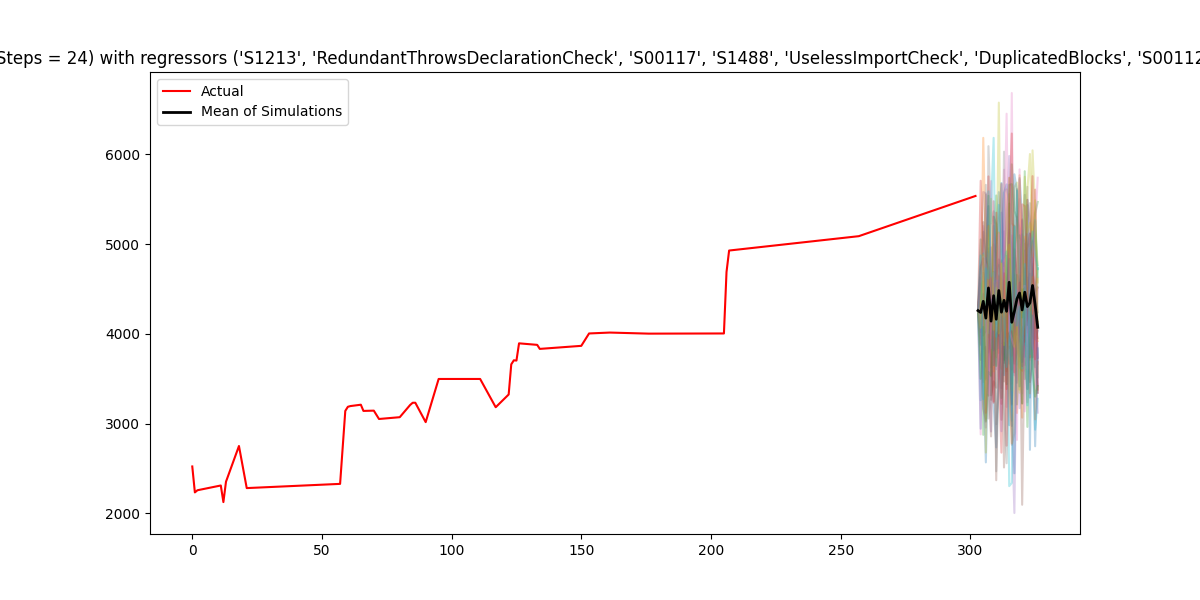 Steps = 24) with regressors ('S1213', 'RedundantThrowsDeclarationCheck', 'S00117', 'S1488', 'UselessImportCheck', 'DuplicatedBlocks', 'S00112
Actual
Mean of Simulations
6000
5000
4000
3000
2000
0 50 100 150 200 250 300